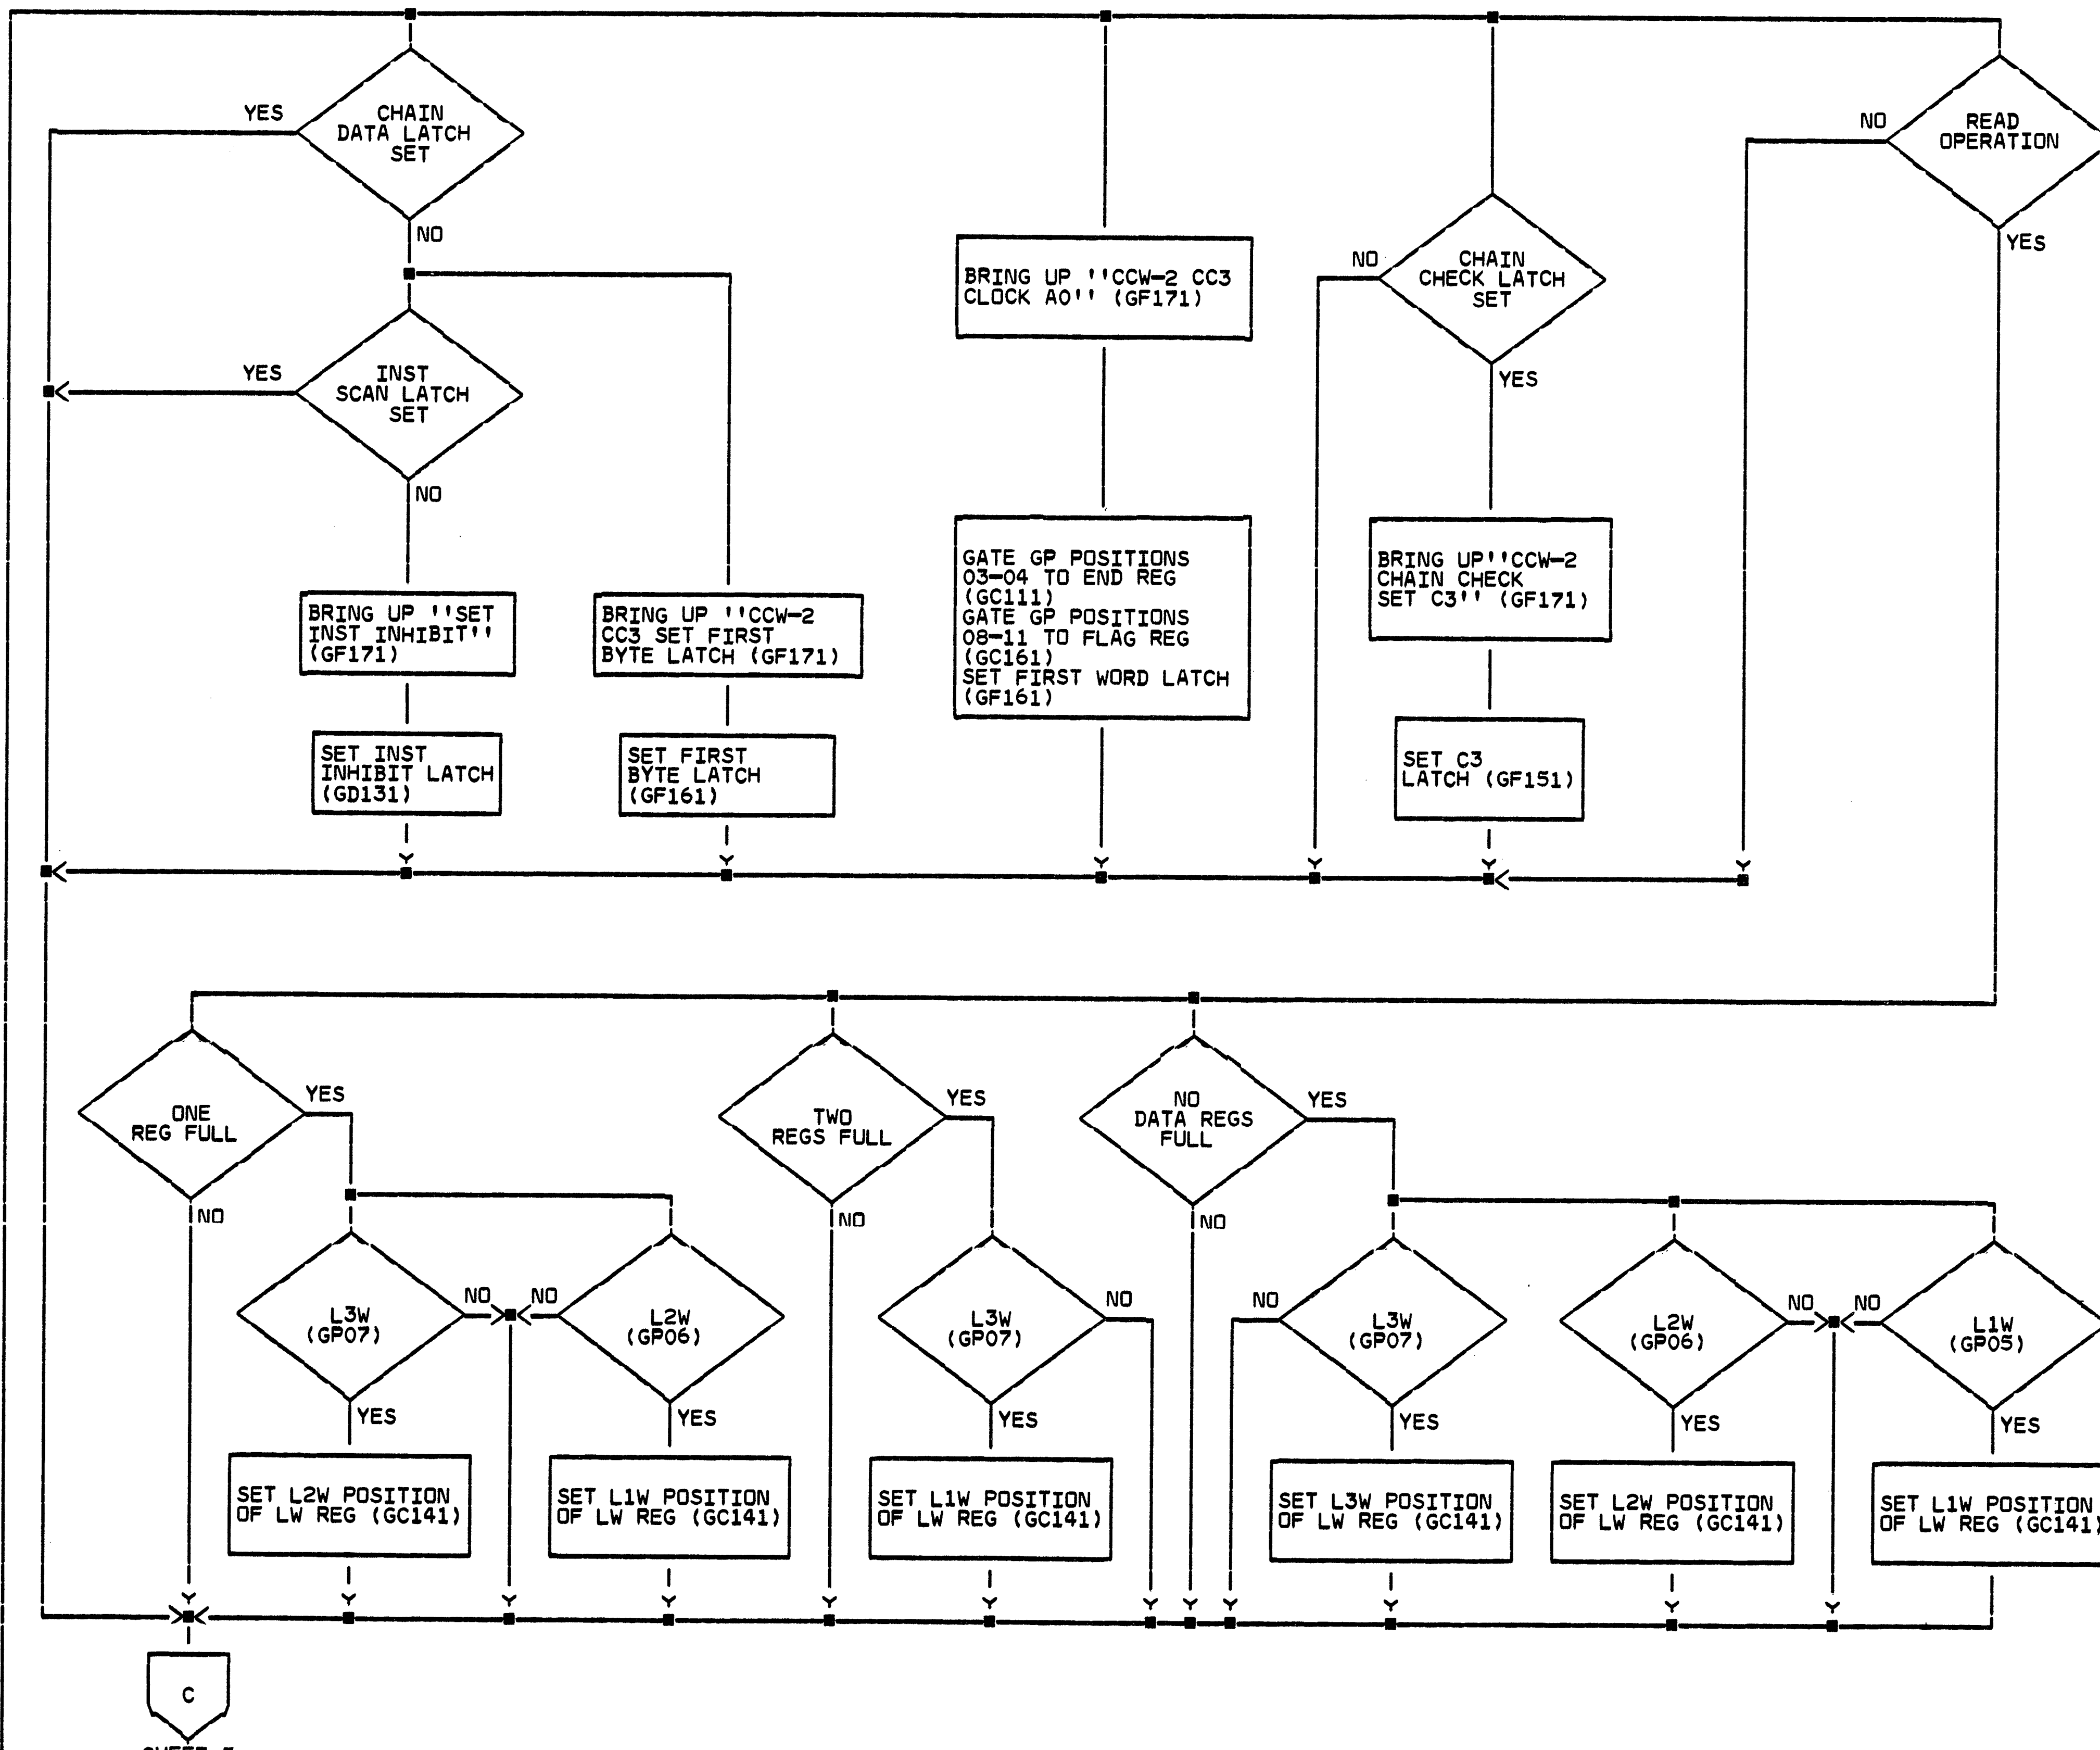 YES
CHAIN
DATA LATCH
SET
NO
YES
INST
SCAN LATCH
SET
NO
BRING UP ''SET
INST INHIBIT''
(GF171)
SET INST
INHIBIT LATCH
(GD131)
BRING UP ''CCW-2
CC3 SET FIRST
BYTE LATCH (GF171)
SET FIRST
BYTE LATCH
(GF161)
BRING UP ''CCW-2 CC3
CLOCK AO'' (GF171)
GATE GP POSITIONS
03-04 TO END REG
(GC111)
GATE GP POSITIONS
08-11 TO FLAG REG
(GC161)
SET FIRST WORD LATCH
(GF161)
NO
CHAIN
CHECK LATCH
SET
YES
BRING UP''CCW-2
CHAIN CHECK
SET C3'' (GF171)
SET C3
LATCH (GF151)
NO
READ
OPERATION
YES
ONE
REG FULL
YES
NO
L3W
(GP07)
NO
YES
SET L2W POSITION
OF LW REG (GC141)
NO
L2W
(GP06)
YES
SET L1W POSITION
OF LW REG (GC141)
TWO
REGS FULL
YES
NO
L3W
(GP07)
NO
YES
SET L1W POSITION
OF LW REG (GC141)
NO
DATA REGS
FULL
YES
NO
NO
L3W
(GP07)
YES
SET L3W POSITION
OF LW REG (GC141)
L2W
(GP06)
NO
YES
SET L2W POSITION
OF LW REG (GC141)
NO
L1W
(GP05)
YES
SET L1W POSITION
OF LW REG (GC141)
C